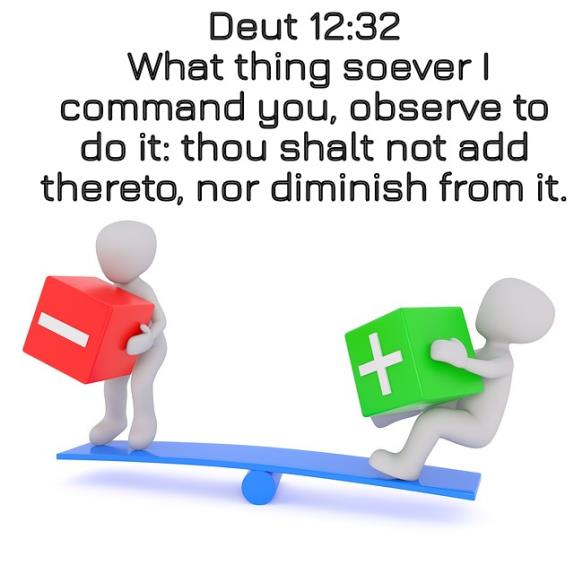 Deut 12:32
What thing soever I
command you, observe to
do it: thou shalt not add
thereto, nor diminish from it.